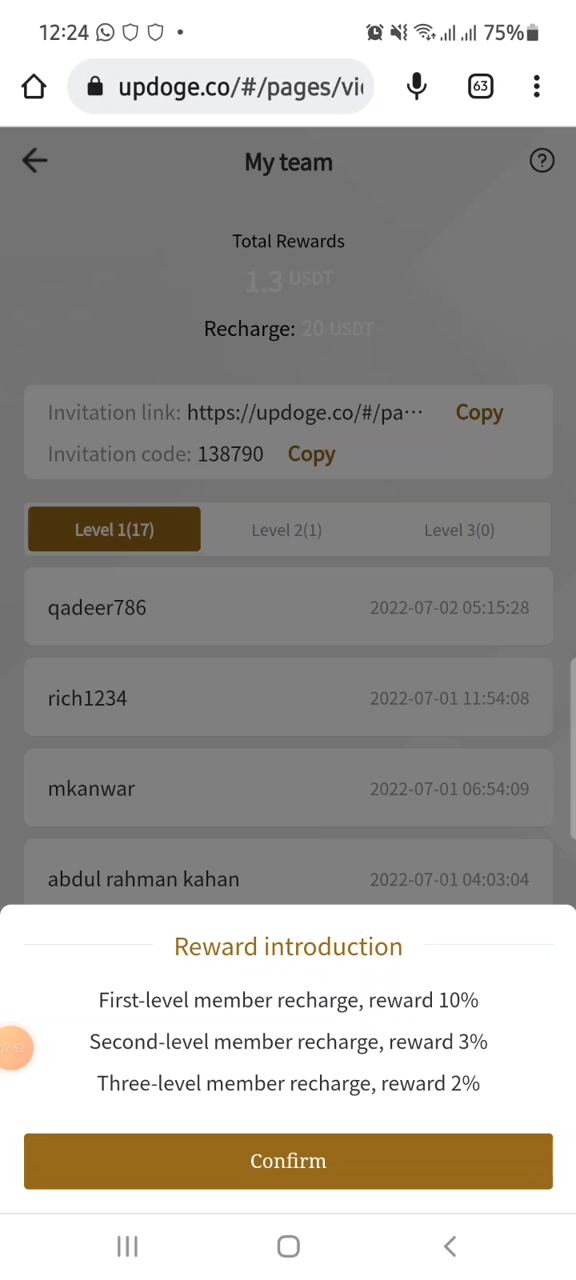 12:24 75%
updoge.co/#/pages/vi 63
My team
Total Rewards
1.3 USDT
Recharge: 20 USDT
Invitation link: https://updoge.co/#/pa··· Copy
Invitation code: 138790 Copy
Level 1(17) Level 2(1) Level 3(0)
qadeer786 2022-07-02 05:15:28
rich1234 2022-07-01 11:54:08
mkanwar 2022-07-01 06:54:09
abdul rahman kahan 2022-07-01 04:03:04
Reward introduction
First-level member recharge, reward 10%
Second-level member recharge, reward 3%
02:57
Three-level member recharge, reward 2%
Confirm